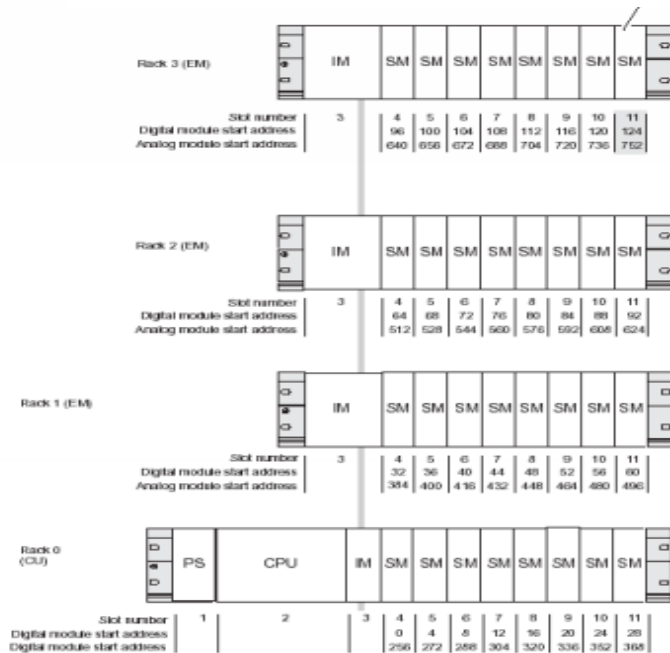 IM SM SM SM SM SM SM SM SM
Rack 3 (EM)
Slot number 3 4 5 6 7 8 9 10 11
Digital module start address 96 100 104 108 112 116 120 124
Analog module start address 640 656 672 688 704 720 736 752
IM SM SM SM SM SM SM SM SM
Rack 2 (EM)
Slot number 3 4 5 6 7 8 9 10 11
Digital module start address 64 68 72 76 80 84 88 92
Analog module start address 512 528 544 560 576 592 608 624
Rack 1 (EM)
IM SM SM SM SM SM SM SM SM
Slot number 3 4 5 6 7 8 9 10 11
Digital module start address 32 36 40 44 48 52 56 60
Analog module start address 384 400 416 432 448 464 480 496
Rack 0
(CU)
PS CPU IM SM SM SM SM SM SM SM SM
Slot number 1 2 3 4 5 6 7 8 9 10 11
Digital module start address 0 4 8 12 16 20 24 28
Digital module start address 256 272 288 304 320 336 352 368